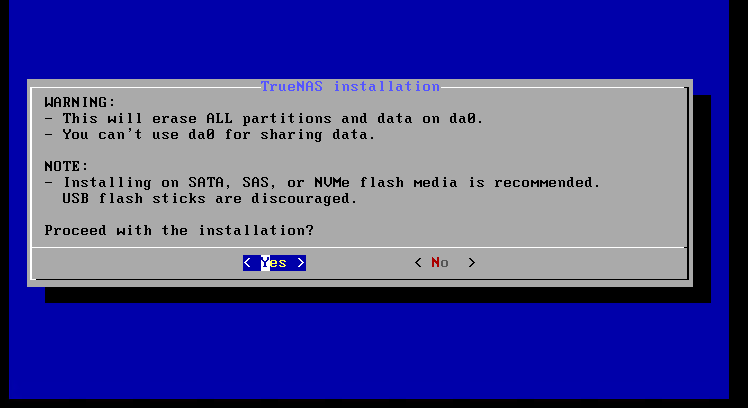 TrueNAS installation
WARNING:
- This will erase ALL partitions and data on da0.
- You can't use da0 for sharing data.
NOTE:
- Installing on SATA, SAS, or NVMe flash media is recommended.
USB flash sticks are discouraged.
Proceed with the installation?
< Yes > < No >